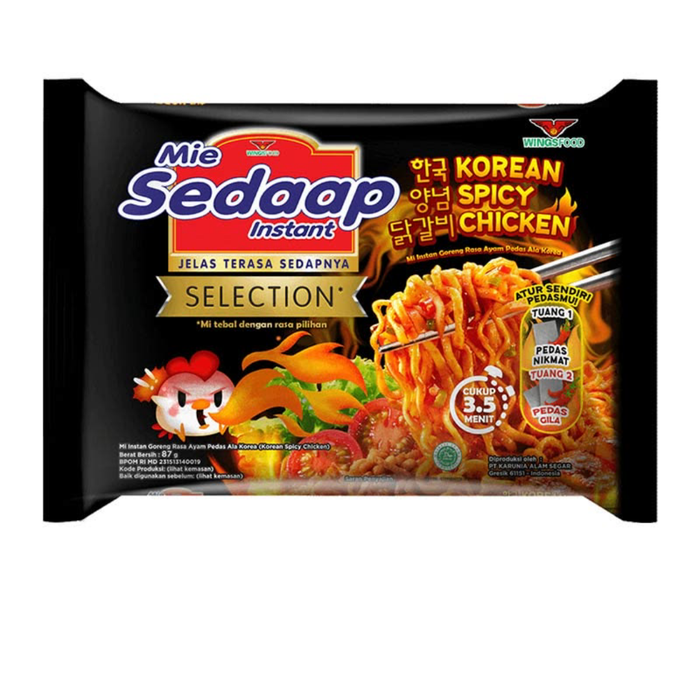 WINGSFOOD
WINGSFOOD
Mie
Sedaap
Instant
JELAS TERASA SEDAPNYA
SELECTION*
*Mi tebal dengan rasa pilihan
한국 KOREAN
양념 SPICY
닭갈비 CHICKEN
Mi Instan Goreng Rasa Ayam Pedas Ala Korea
ATUR SENDIRI
PEDASMU!
TUANG 1
PEDAS
NIKMAT
TUANG 2
PEDAS
GILA
CUKUP
3.5
MENIT
Mi Instan Goreng Rasa Ayam Pedas Ala Korea (Korean Spicy Chicken)
Berat Bersih : 87 g
BPOM RI MD 231513140019
Kode Produksi: (lihat kemasan)
Baik digunakan sebelum: (lihat kemasan)
Diproduksi oleh :
PT KARUNIA ALAM SEGAR
Gresik 61151 - Indonesia
Saran Penyajian